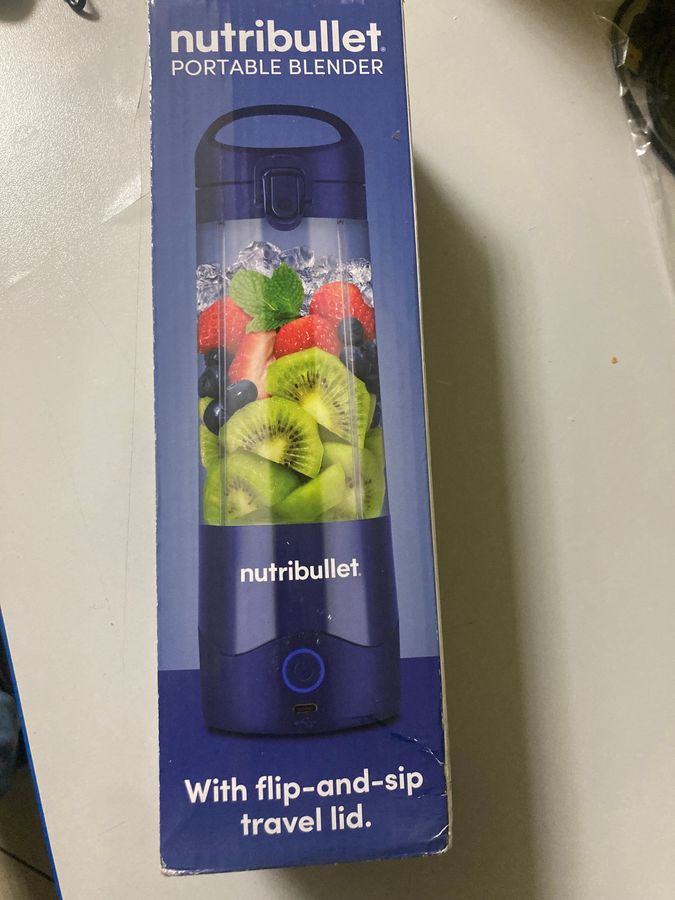 nutribullet®
PORTABLE BLENDER
nutribullet®
With flip-and-sip
travel lid.